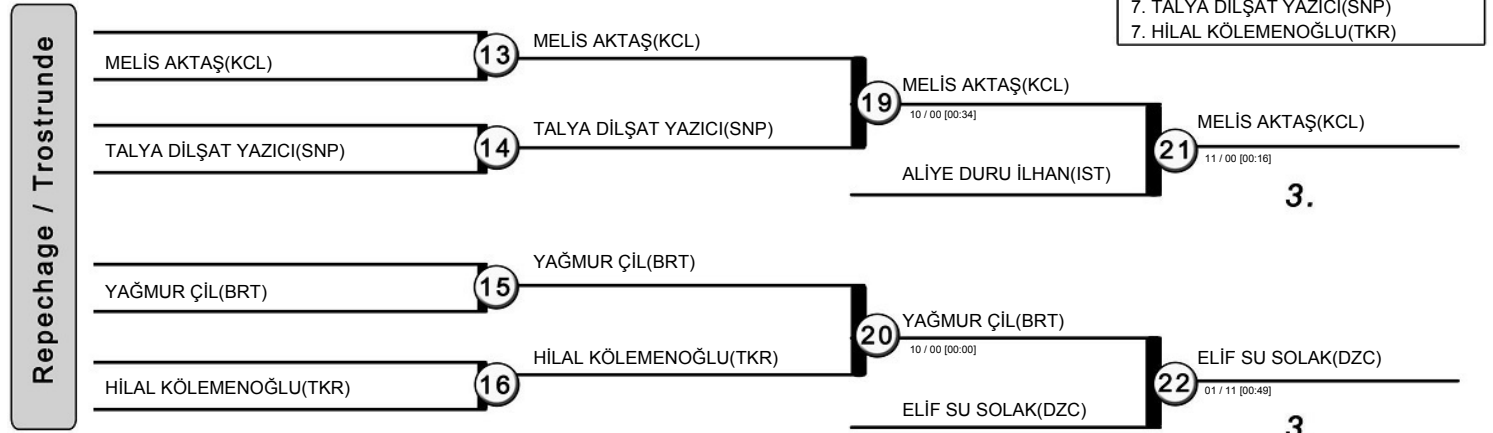 7. TALYA DİLŞAT YAZICI(SNP)
7. HİLAL KÖLEMENOĞLU(TKR)
Repechage / Trostrunde
MELİS AKTAŞ(KCL)
13
MELİS AKTAŞ(KCL)
TALYA DİLŞAT YAZICI(SNP)
14
TALYA DİLŞAT YAZICI(SNP)
19
MELİS AKTAŞ(KCL)
10 / 00 [00:34]
ALİYE DURU İLHAN(IST)
21
MELİS AKTAŞ(KCL)
11 / 00 [00:16]
3.
YAĞMUR ÇİL(BRT)
15
YAĞMUR ÇİL(BRT)
HİLAL KÖLEMENOĞLU(TKR)
16
HİLAL KÖLEMENOĞLU(TKR)
20
YAĞMUR ÇİL(BRT)
10 / 00 [00:00]
ELİF SU SOLAK(DZC)
22
ELİF SU SOLAK(DZC)
01 / 11 [00:49]
3